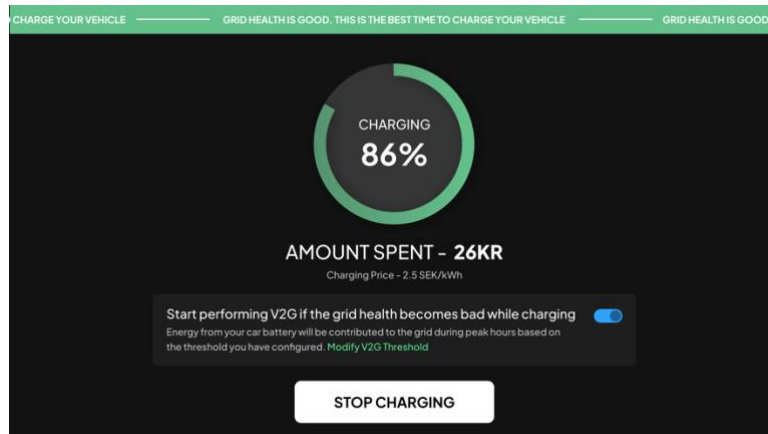 CHARGE YOUR VEHICLE GRID HEALTH IS GOOD. THIS IS THE BEST TIME TO CHARGE YOUR VEHICLE GRID HEALTH IS GOOD
CHARGING
86%
AMOUNT SPENT - 26KR
Charging Price - 2.5 SEK/kWh
Start performing V2G if the grid health becomes bad while charging
Energy from your car battery will be contributed to the grid during peak hours based on
the threshold you have configured. Modify V2G Threshold
STOP CHARGING